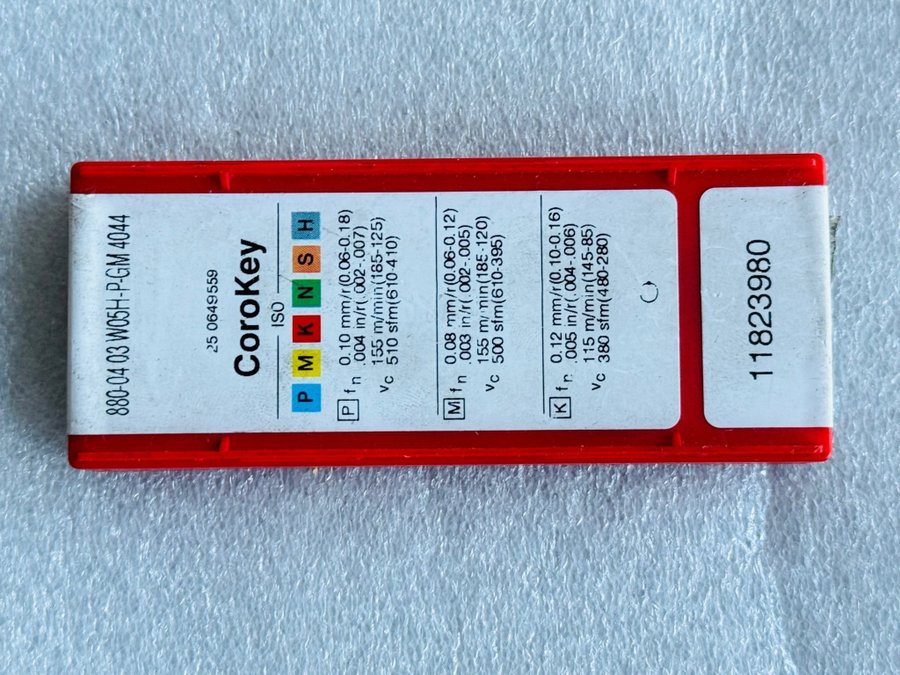 880-04 03 W05H-P-GM 4044
25 0649559
CoroKey
ISO
P M K N S H
P fn 0.10 mm/r(0.06-0.18)
.004 in/r(.002-.007)
vc 155 m/min(185-125)
510 sfm(610-410)
M fn 0.08 mm/r(0.06-0.12)
.003 in/r(.002-.005)
vc 155 m/min(185-120)
500 sfm(610-395)
K fn 0.12 mm/r(0.10-0.16)
.005 in/r(.004-.006)
vc 115 m/min(145-85)
380 sfm(480-280)
11823980